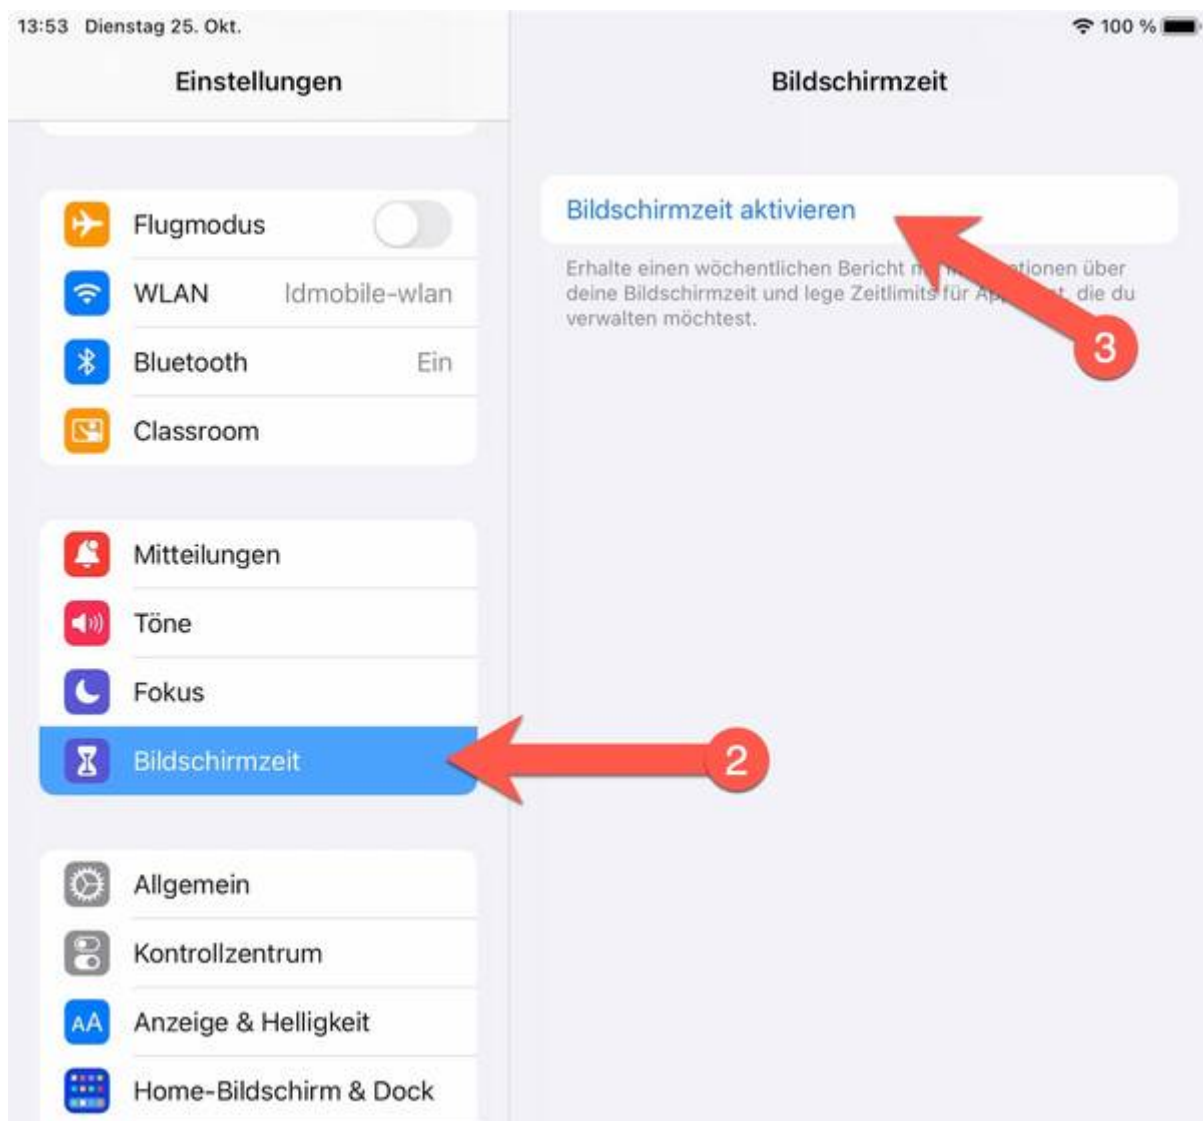 13:53 Dienstag 25. Okt.
100 %
Einstellungen
Flugmodus
WLAN ldmobile-wlan
Bluetooth Ein
Classroom
Mitteilungen
Töne
Fokus
Bildschirmzeit
Allgemein
Kontrollzentrum
AA Anzeige & Helligkeit
Home-Bildschirm & Dock
Bildschirmzeit
Bildschirmzeit aktivieren
Erhalte einen wöchentlichen Bericht über
deine Bildschirmzeit und lege Zeitlimits für die du
verwalten möchtest.
3
2